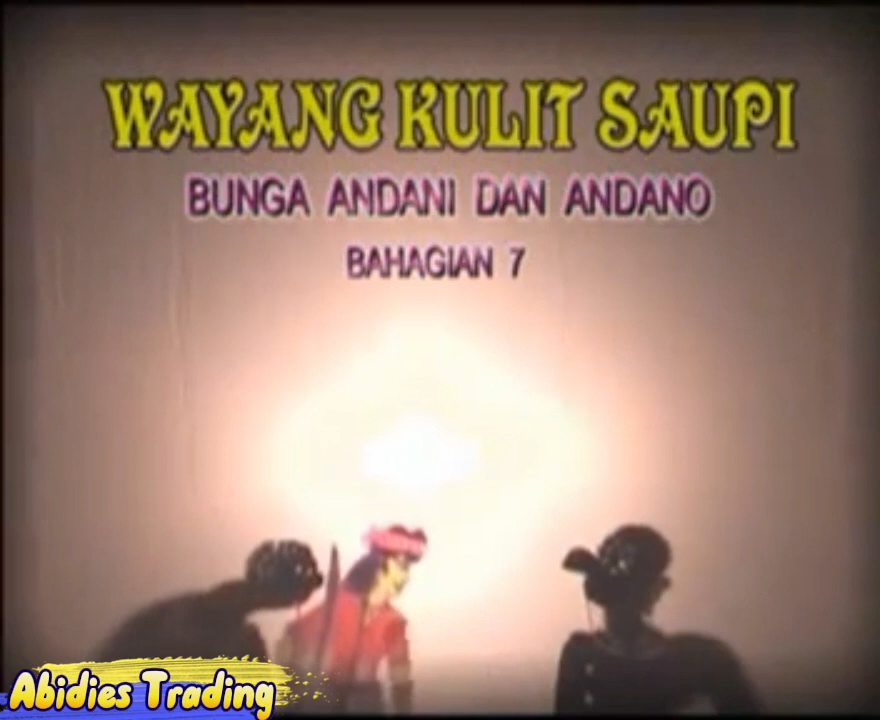 WAYANG KULIT SAUPI
BUNGA ANDANI DAN ANDANO
BAHAGIAN 7
Abidies Trading